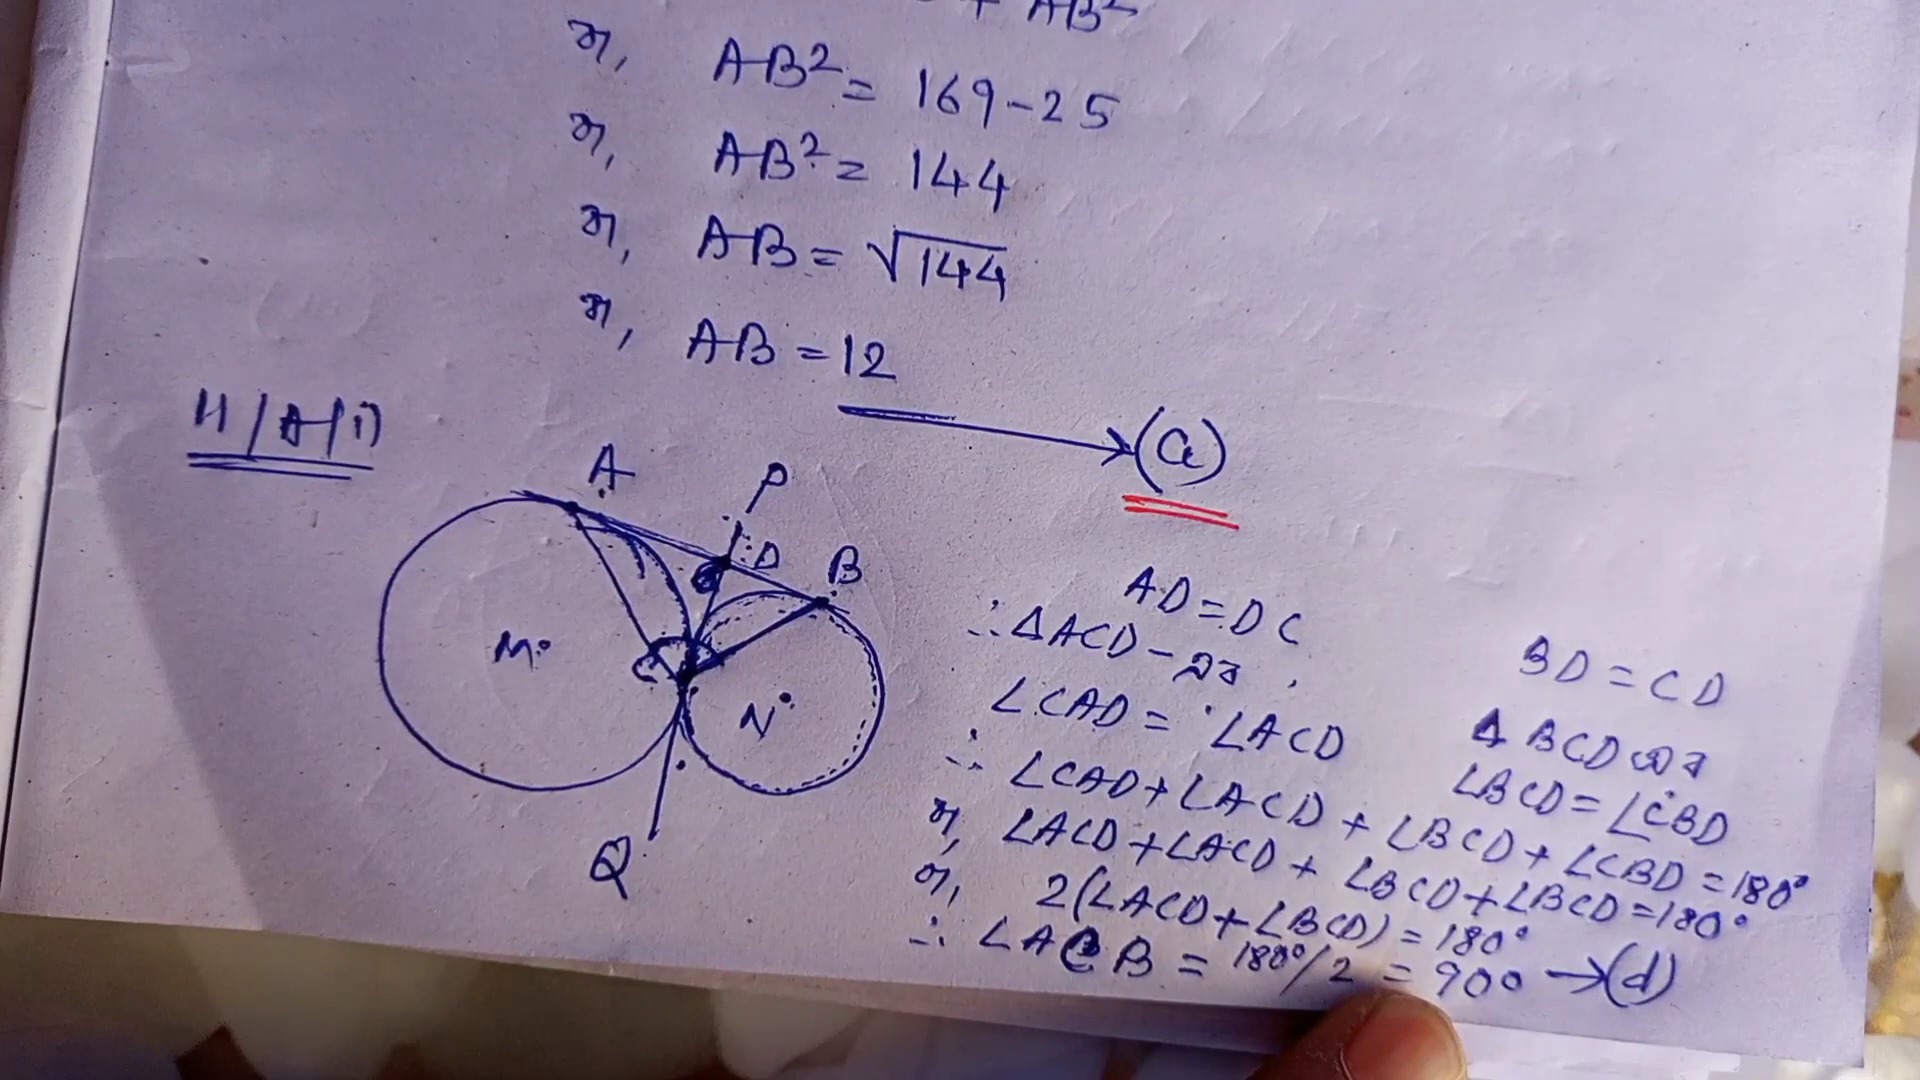 + AB²
বা, AB² = 169-25
বা, AB² = 144
বা, AB = √144
বা, AB = 12
(a)
11/A(i)
A
P
D
B
M
C
N
Q
AD = DC
∴ ΔACD-এর
∠CAD = ∠ACD
BD = CD
Δ BCD এর
∠BCD = ∠CBD
∴ ∠CAD + ∠ACD + ∠BCD + ∠CBD = 180°
বা, ∠ACD + ∠ACD + ∠BCD + ∠BCD = 180°
বা, 2(∠ACD + ∠BCD) = 180°
∴ ∠ACB = 180°/2 = 90° → (d)